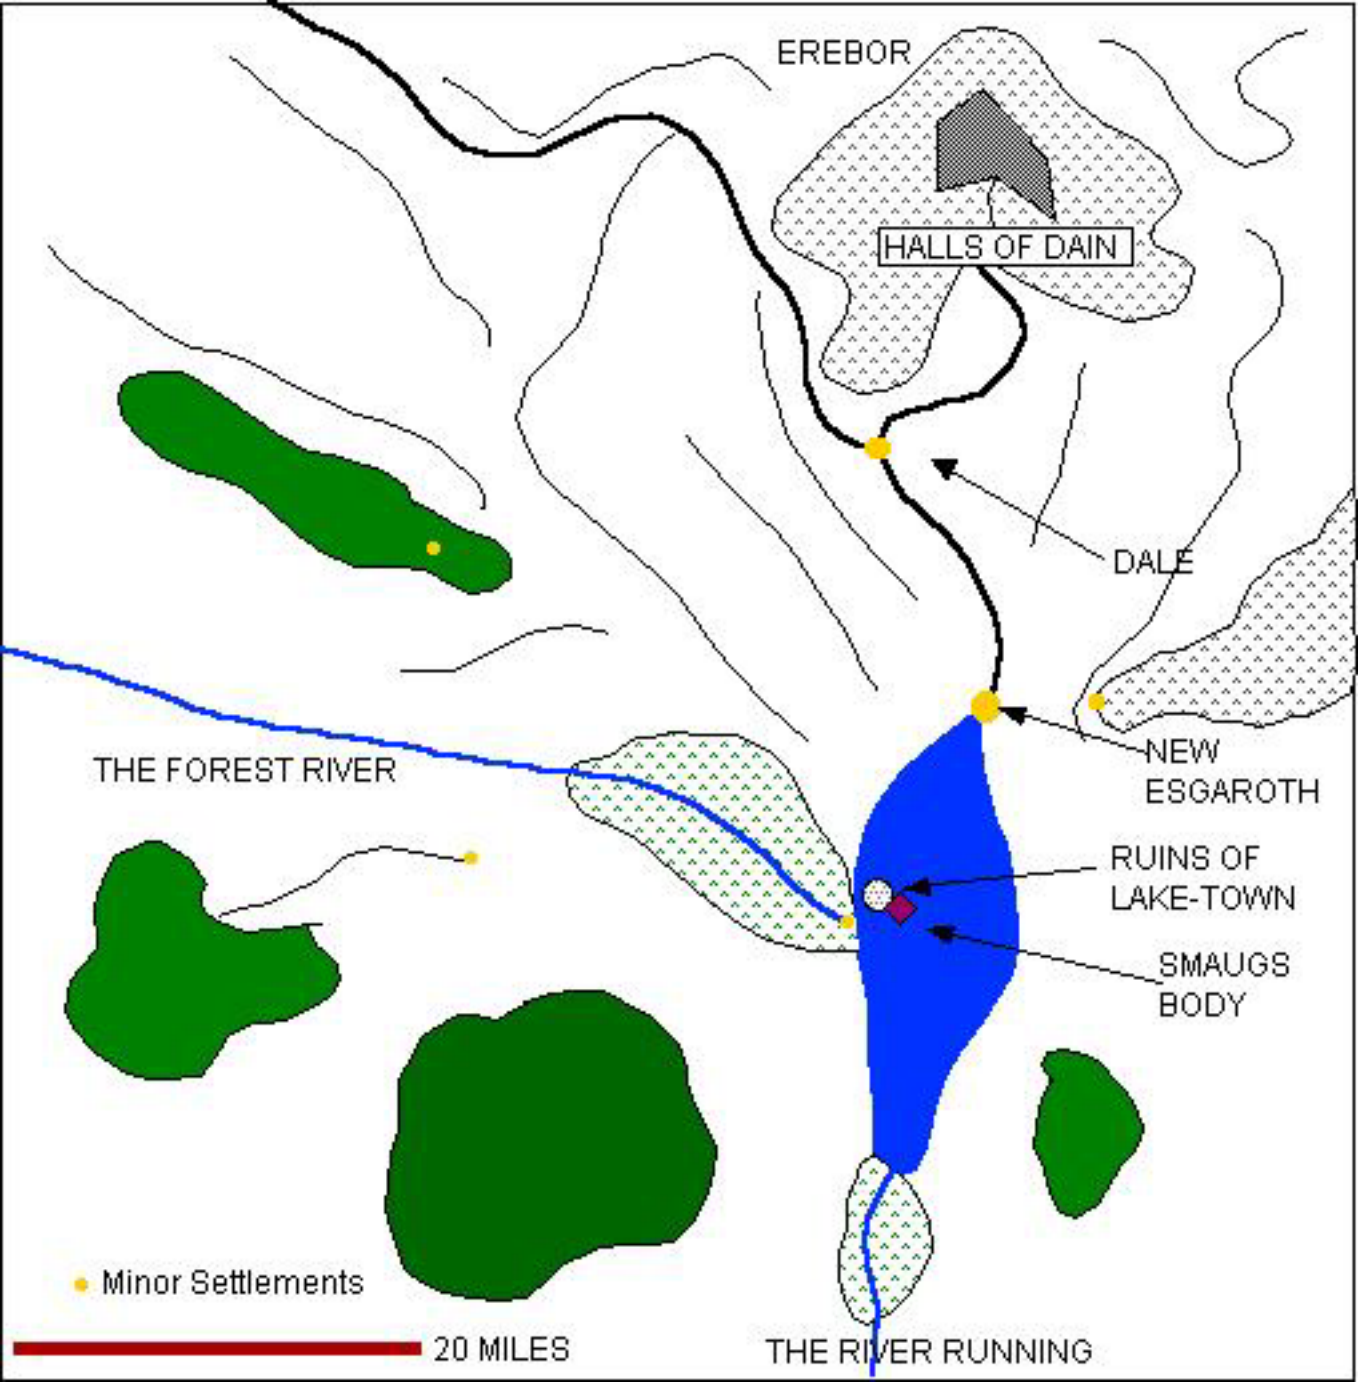 EREBOR
HALLS OF DAIN
DALE
NEW
ESGAROTH
THE FOREST RIVER
RUINS OF
LAKE-TOWN
SMAUGS
BODY
Minor Settlements
20 MILES
THE RIVER RUNNING